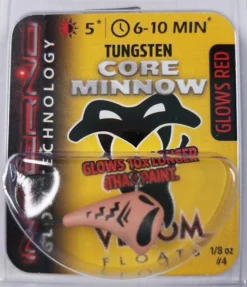 5* 6-10 MIN*
TUNGSTEN
CORE
MINNOW
GLOWS RED
TECHNOLOGY
GLOWS 10X LONGER
THAN PAINT.
VENOM
FLOATS
1/8 oz
#4